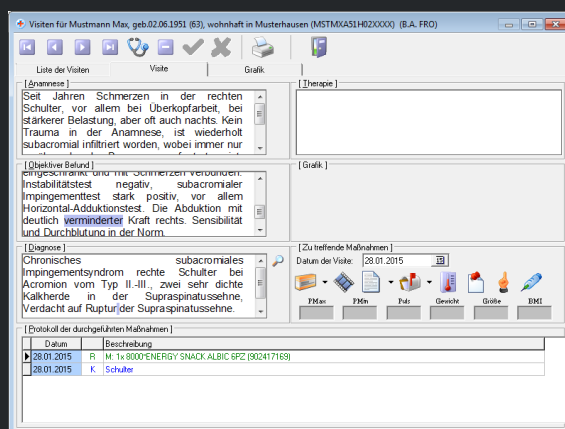 Visiten für Mustmann Max, geb.02.06.1951 (63), wohnhaft in Musterhausen (MSTMXA51H02XXXX) (B.A. FRO)
Liste der Visiten Visite Grafik
[Anamnese]
Seit Jahren Schmerzen in der rechten
Schulter, vor allem bei Überkopfarbeit, bei
stärkerer Belastung, aber oft auch nachts. Kein
Trauma in der Anamnese, ist wiederholt
subacromial infiltriert worden, wobei immer nur
[Therapie]
[Objektiver Befund]
eingeschränkt und mit Schmerzen verbunden.
Instabilitätstest negativ, subacromialer
Impingementtest stark positiv, vor allem
Horizontal-Adduktionstest. Die Abduktion mit
deutlich verminderter Kraft rechts. Sensibilität
und Durchblutung in der Norm.
[Grafik]
[Diagnose]
Chronisches subacromiales
Impingementsyndrom rechte Schulter bei
Acromion vom Typ II.-III., zwei sehr dichte
Kalkherde in der Supraspinatussehne,
Verdacht auf Ruptur der Supraspinatussehne.
[Zu treffende Maßnahmen]
Datum der Visite: 28.01.2015 15
PMax PMin Puls Gewicht Größe BMI
[Protokoll der durchgeführten Maßnahmen]
Datum Beschreibung
28.01.2015 R M: 1x 8000*ENERGY SNACK ALBIC 6PZ (902417169)
28.01.2015 K Schulter